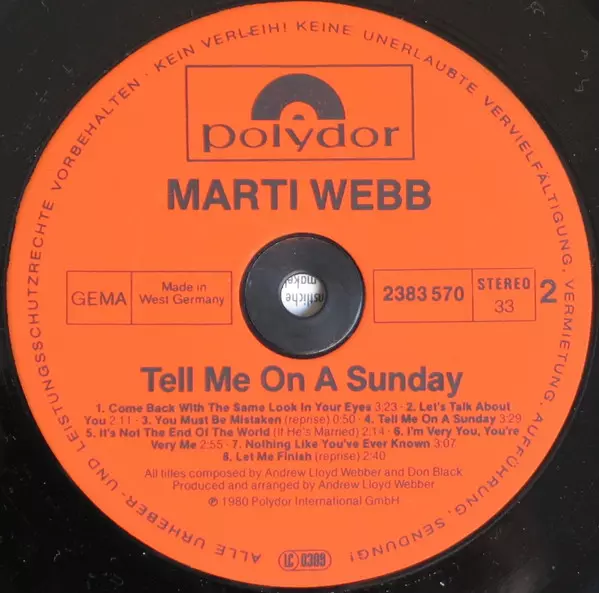 ALLE URHEBER- UND LEISTUNGSSCHUTZRECHTE VORBEHALTEN · KEIN VERLEIH! KEINE UNERLAUBTE VERVIELFÄLTIGUNG, VERMIETUNG, AUFFÜHRUNG, SENDUNG!
polydor
MARTI WEBB
GEMA
Made in
West Germany
2383 570
STEREO
33
2
Tell Me On A Sunday
1. Come Back With The Same Look In Your Eyes 3:23 · 2. Let's Talk About
You 2:11 · 3. You Must Be Mistaken (reprise) 0:50 · 4. Tell Me On A Sunday 3:29
5. It's Not The End Of The World (If He's Married) 2:14 · 6. I'm Very You, You're
Very Me 2:55 · 7. Nothing Like You've Ever Known 3:07
8. Let Me Finish (reprise) 2:40
All titles composed by Andrew Lloyd Webber and Don Black
Produced and arranged by Andrew Lloyd Webber
℗ 1980 Polydor International GmbH
LC 0309